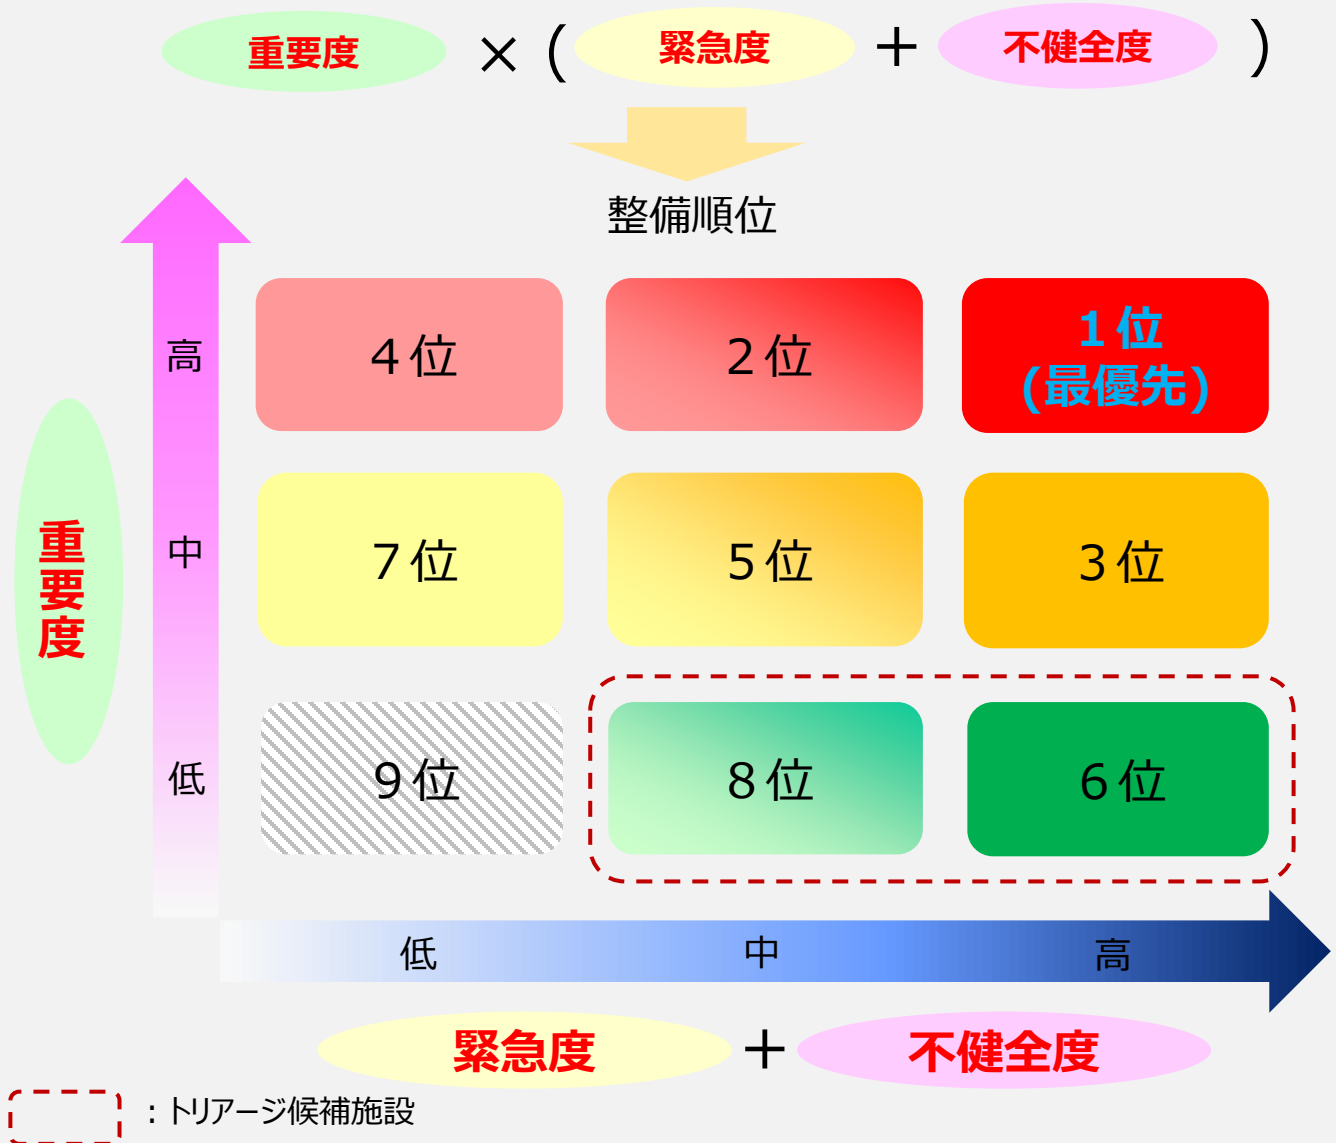 重要度 × ( 緊急度 ＋ 不健全度 )
整備順位
高
４位
２位
１位
(最優先)
重要度
中
７位
５位
３位
低
９位
８位
６位
低
中
高
緊急度 ＋ 不健全度
：トリアージ候補施設